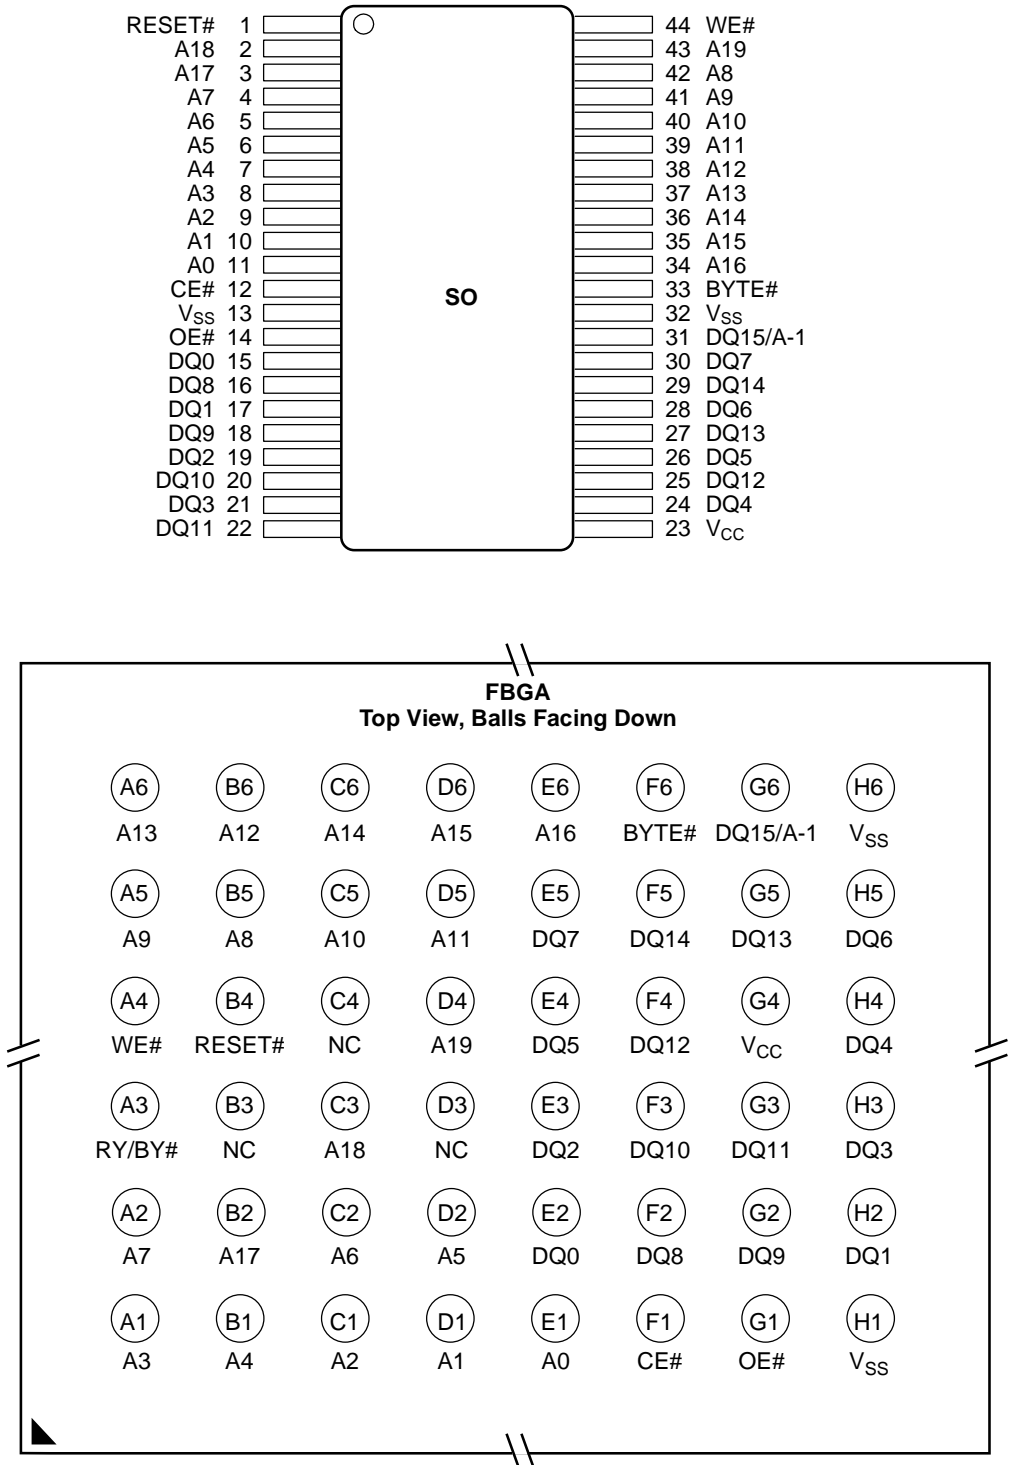 RESET# 1 44 WE#
A18 2 43 A19
A17 3 42 A8
A7 4 41 A9
A6 5 40 A10
A5 6 39 A11
A4 7 38 A12
A3 8 37 A13
A2 9 36 A14
A1 10 35 A15
A0 11 34 A16
CE# 12 33 BYTE#
SO
VSS 13 32 VSS
OE# 14 31 DQ15/A-1
DQ0 15 30 DQ7
DQ8 16 29 DQ14
DQ1 17 28 DQ6
DQ9 18 27 DQ13
DQ2 19 26 DQ5
DQ10 20 25 DQ12
DQ3 21 24 DQ4
DQ11 22 23 VCC
FBGA
Top View, Balls Facing Down
A6 B6 C6 D6 E6 F6 G6 H6
A13 A12 A14 A15 A16 BYTE# DQ15/A-1 VSS
A5 B5 C5 D5 E5 F5 G5 H5
A9 A8 A10 A11 DQ7 DQ14 DQ13 DQ6
A4 B4 C4 D4 E4 F4 G4 H4
WE# RESET# NC A19 DQ5 DQ12 VCC DQ4
A3 B3 C3 D3 E3 F3 G3 H3
RY/BY# NC A18 NC DQ2 DQ10 DQ11 DQ3
A2 B2 C2 D2 E2 F2 G2 H2
A7 A17 A6 A5 DQ0 DQ8 DQ9 DQ1
A1 B1 C1 D1 E1 F1 G1 H1
A3 A4 A2 A1 A0 CE# OE# VSS